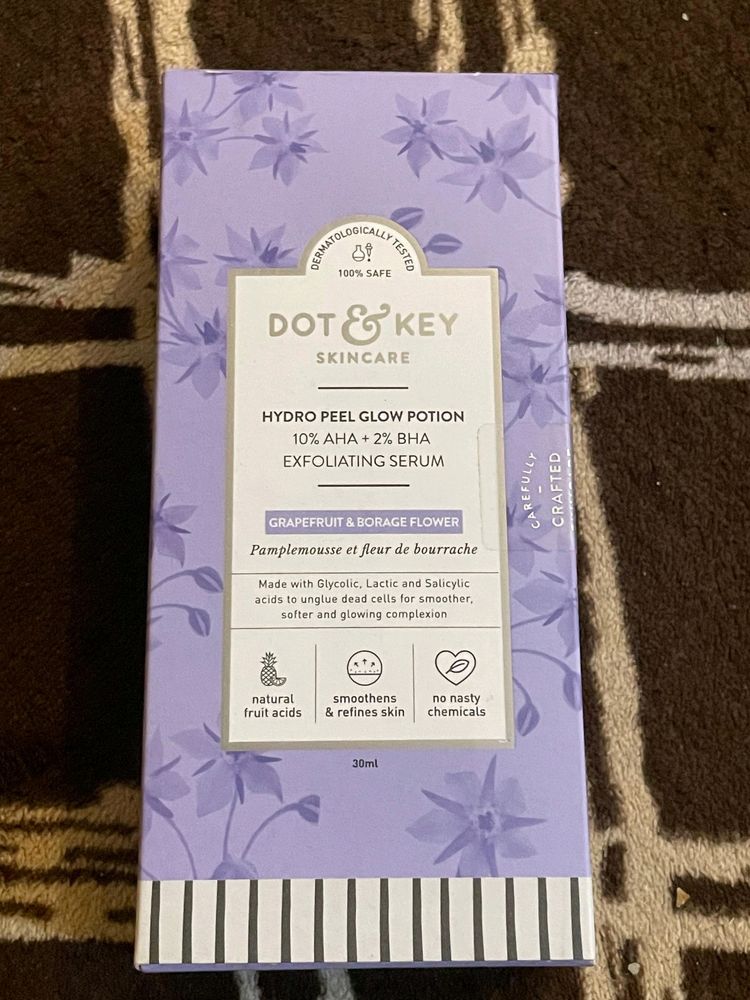 DERMATOLOGICALLY TESTED
100% SAFE
DOT & KEY
SKINCARE
HYDRO PEEL GLOW POTION
10% AHA + 2% BHA
EXFOLIATING SERUM
GRAPEFRUIT & BORAGE FLOWER
Pamplemousse et fleur de bourrache
Made with Glycolic, Lactic and Salicylic
acids to unglue dead cells for smoother,
softer and glowing complexion
natural
fruit acids
smoothens
& refines skin
no nasty
chemicals
30ml
CAREFULLY
-
CRAFTED